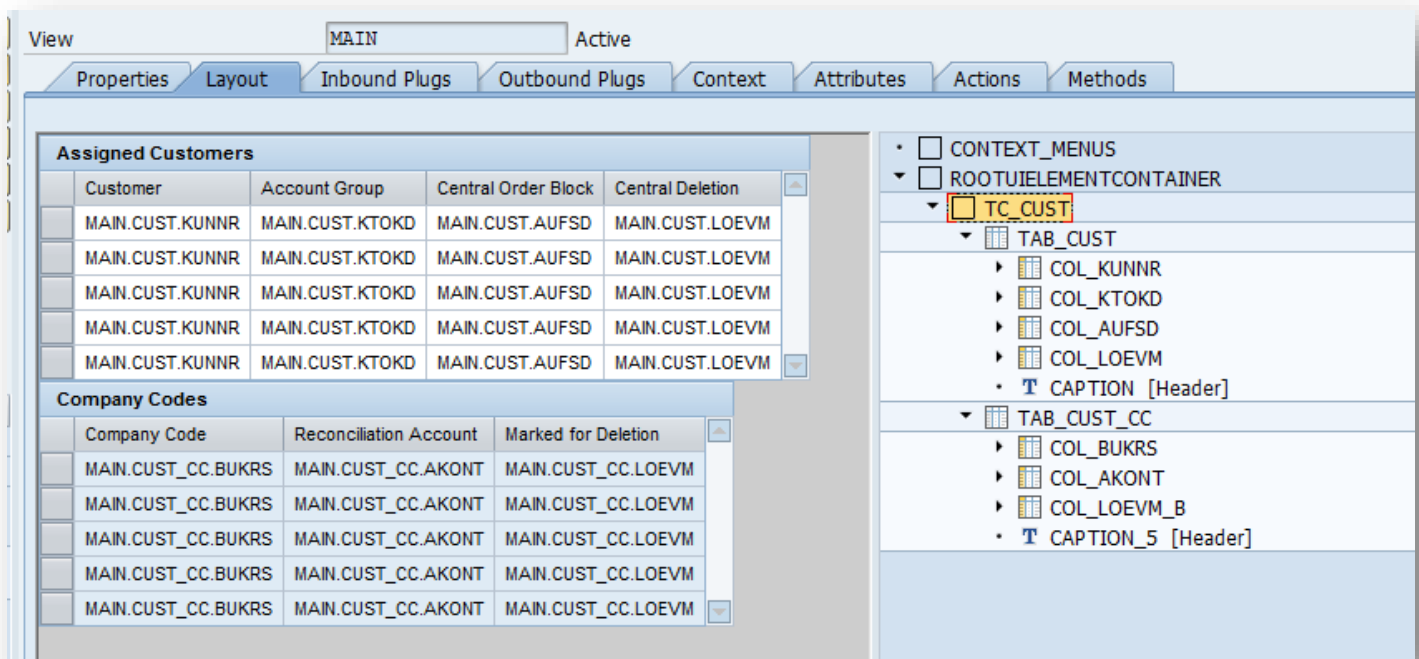 View MAIN Active
Properties Layout Inbound Plugs Outbound Plugs Context Attributes Actions Methods
Assigned Customers
Customer Account Group Central Order Block Central Deletion
MAIN.CUST.KUNNR MAIN.CUST.KTOKD MAIN.CUST.AUFSD MAIN.CUST.LOEVM
MAIN.CUST.KUNNR MAIN.CUST.KTOKD MAIN.CUST.AUFSD MAIN.CUST.LOEVM
MAIN.CUST.KUNNR MAIN.CUST.KTOKD MAIN.CUST.AUFSD MAIN.CUST.LOEVM
MAIN.CUST.KUNNR MAIN.CUST.KTOKD MAIN.CUST.AUFSD MAIN.CUST.LOEVM
MAIN.CUST.KUNNR MAIN.CUST.KTOKD MAIN.CUST.AUFSD MAIN.CUST.LOEVM
Company Codes
Company Code Reconciliation Account Marked for Deletion
MAIN.CUST_CC.BUKRS MAIN.CUST_CC.AKONT MAIN.CUST_CC.LOEVM
MAIN.CUST_CC.BUKRS MAIN.CUST_CC.AKONT MAIN.CUST_CC.LOEVM
MAIN.CUST_CC.BUKRS MAIN.CUST_CC.AKONT MAIN.CUST_CC.LOEVM
MAIN.CUST_CC.BUKRS MAIN.CUST_CC.AKONT MAIN.CUST_CC.LOEVM
MAIN.CUST_CC.BUKRS MAIN.CUST_CC.AKONT MAIN.CUST_CC.LOEVM
CONTEXT_MENUS
ROOTUIELEMENTCONTAINER
TC_CUST
TAB_CUST
COL_KUNNR
COL_KTOKD
COL_AUFSD
COL_LOEVM
CAPTION [Header]
TAB_CUST_CC
COL_BUKRS
COL_AKONT
COL_LOEVM_B
CAPTION_5 [Header]